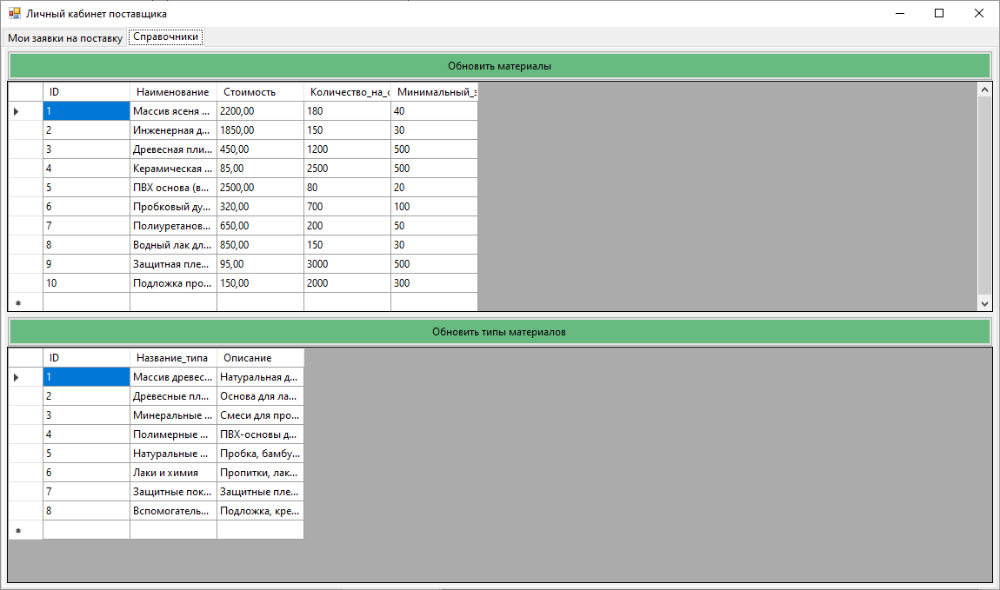 Личный кабинет поставщика
Мои заявки на поставку Справочники
Обновить материалы
ID Наименование Стоимость Количество_на_с Минимальный_з
1 Массив ясеня ... 2200,00 180 40
2 Инженерная д... 1850,00 150 30
3 Древесная пли... 450,00 1200 500
4 Керамическая ... 85,00 2500 500
5 ПВХ основа (в... 2500,00 80 20
6 Пробковый ду... 320,00 700 100
7 Полиуретанов... 650,00 200 50
8 Водный лак дл... 850,00 150 30
9 Защитная пле... 95,00 3000 500
10 Подложка про... 150,00 2000 300
Обновить типы материалов
ID Название_типа Описание
1 Массив древес... Натуральная д...
2 Древесные пл... Основа для ла...
3 Минеральные ... Смеси для про...
4 Полимерные ... ПВХ-основы д...
5 Натуральные ... Пробка, бамбу...
6 Лаки и химия Пропитки, лак...
7 Защитные пок... Защитные пле...
8 Вспомогатель... Подложка, кре...